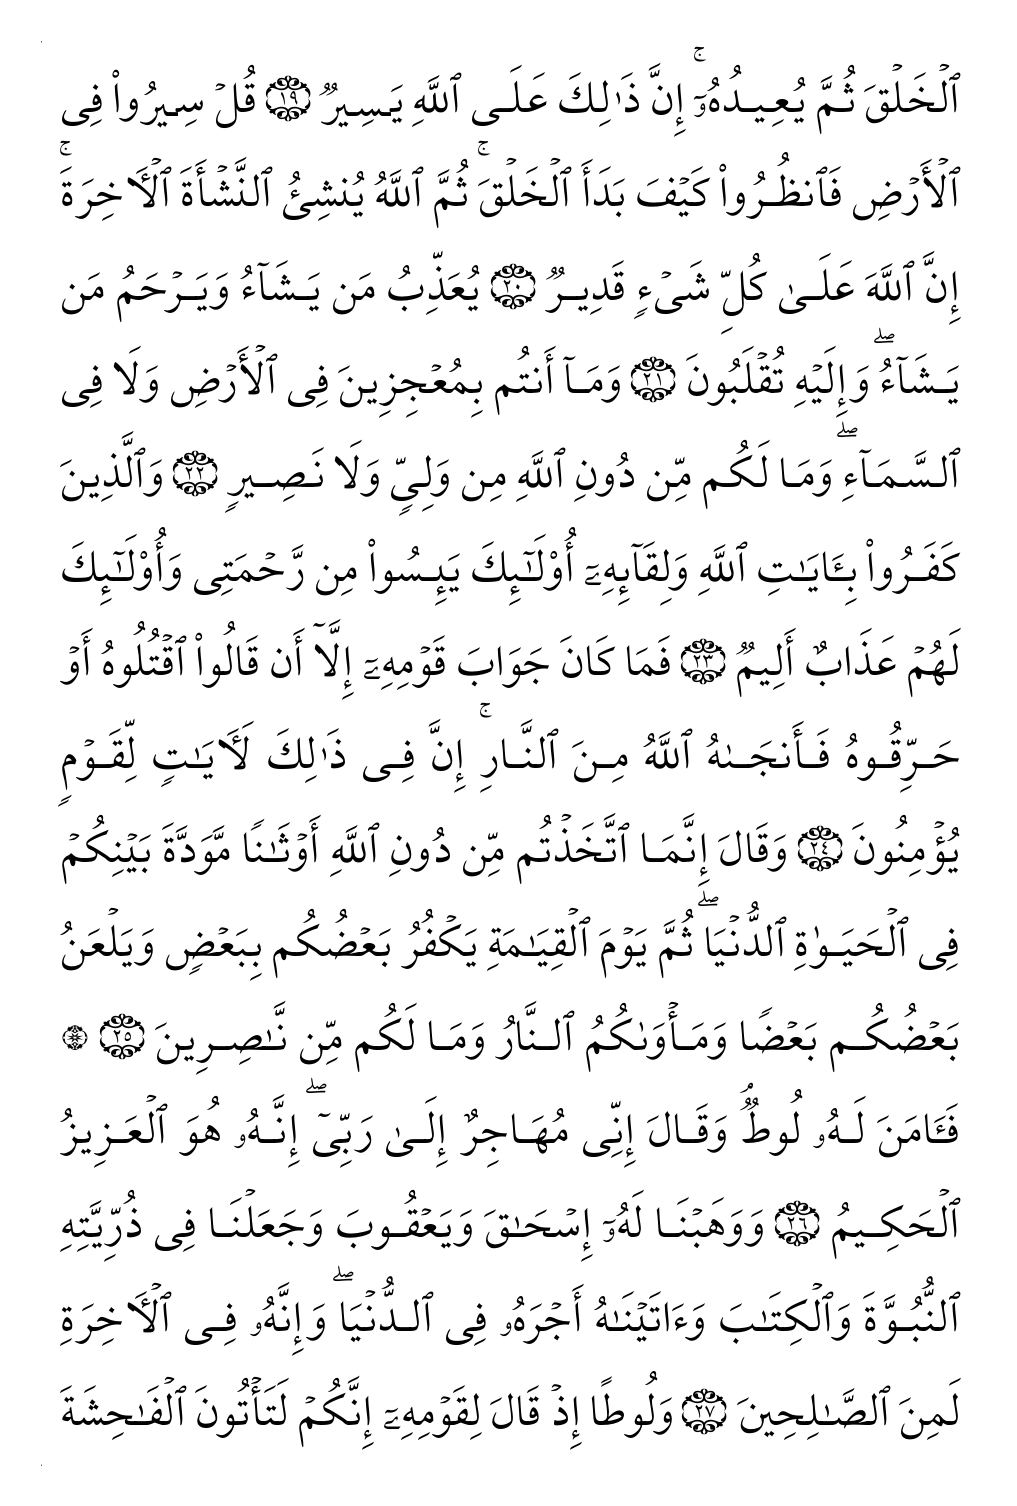 ٱلۡخَلۡقَ ثُمَّ يُعِيدُهُۥٓۚ إِنَّ ذَٰلِكَ عَلَى ٱللَّهِ يَسِيرٞ ١٩ قُلۡ سِيرُواْ فِي
ٱلۡأَرۡضِ فَٱنظُرُواْ كَيۡفَ بَدَأَ ٱلۡخَلۡقَۚ ثُمَّ ٱللَّهُ يُنشِئُ ٱلنَّشۡأَةَ ٱلۡأٓخِرَةَۚ
إِنَّ ٱللَّهَ عَلَىٰ كُلِّ شَيۡءٖ قَدِيرٞ ٢٠ يُعَذِّبُ مَن يَشَآءُ وَيَرۡحَمُ مَن
يَشَآءُۖ وَإِلَيۡهِ تُقۡلَبُونَ ٢١ وَمَآ أَنتُم بِمُعۡجِزِينَ فِي ٱلۡأَرۡضِ وَلَا فِي
ٱلسَّمَآءِۖ وَمَا لَكُم مِّن دُونِ ٱللَّهِ مِن وَلِيّٖ وَلَا نَصِيرٖ ٢٢ وَٱلَّذِينَ
كَفَرُواْ بِـَٔايَٰتِ ٱللَّهِ وَلِقَآئِهِۦٓ أُوْلَٰٓئِكَ يَئِسُواْ مِن رَّحۡمَتِي وَأُوْلَٰٓئِكَ
لَهُمۡ عَذَابٌ أَلِيمٞ ٢٣ فَمَا كَانَ جَوَابَ قَوۡمِهِۦٓ إِلَّآ أَن قَالُواْ ٱقۡتُلُوهُ أَوۡ
حَرِّقُوهُ فَأَنجَىٰهُ ٱللَّهُ مِنَ ٱلنَّارِۚ إِنَّ فِي ذَٰلِكَ لَأٓيَٰتٖ لِّقَوۡمٖ
يُؤۡمِنُونَ ٢٤ وَقَالَ إِنَّمَا ٱتَّخَذۡتُم مِّن دُونِ ٱللَّهِ أَوۡثَٰنٗا مَّوَدَّةَ بَيۡنِكُمۡ
فِي ٱلۡحَيَوٰةِ ٱلدُّنۡيَاۖ ثُمَّ يَوۡمَ ٱلۡقِيَٰمَةِ يَكۡفُرُ بَعۡضُكُم بِبَعۡضٖ وَيَلۡعَنُ
بَعۡضُكُم بَعۡضٗا وَمَأۡوَىٰكُمُ ٱلنَّارُ وَمَا لَكُم مِّن نَّٰصِرِينَ ٢٥ ۞
فَـَٔامَنَ لَهُۥ لُوطٞۘ وَقَالَ إِنِّي مُهَاجِرٌ إِلَىٰ رَبِّيٓۖ إِنَّهُۥ هُوَ ٱلۡعَزِيزُ
ٱلۡحَكِيمُ ٢٦ وَوَهَبۡنَا لَهُۥٓ إِسۡحَٰقَ وَيَعۡقُوبَ وَجَعَلۡنَا فِي ذُرِّيَّتِهِ
ٱلنُّبُوَّةَ وَٱلۡكِتَٰبَ وَءَاتَيۡنَٰهُ أَجۡرَهُۥ فِي ٱلدُّنۡيَاۖ وَإِنَّهُۥ فِي ٱلۡأٓخِرَةِ
لَمِنَ ٱلصَّٰلِحِينَ ٢٧ وَلُوطًا إِذۡ قَالَ لِقَوۡمِهِۦٓ إِنَّكُمۡ لَتَأۡتُونَ ٱلۡفَٰحِشَةَ